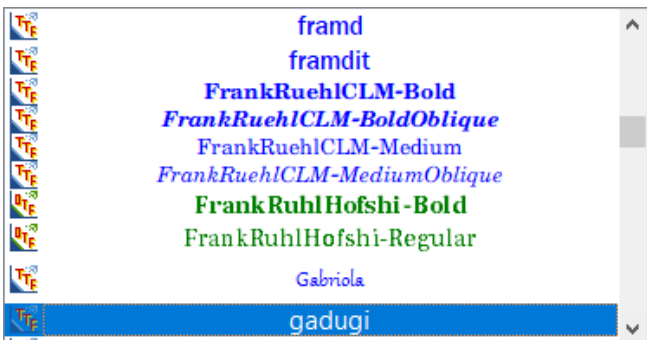 framd
framdit
FrankRuehlCLM-Bold
FrankRuehlCLM-BoldOblique
FrankRuehlCLM-Medium
FrankRuehlCLM-MediumOblique
FrankRuhlHofshi-Bold
FrankRuhlHofshi-Regular
Gabriola
gadugi